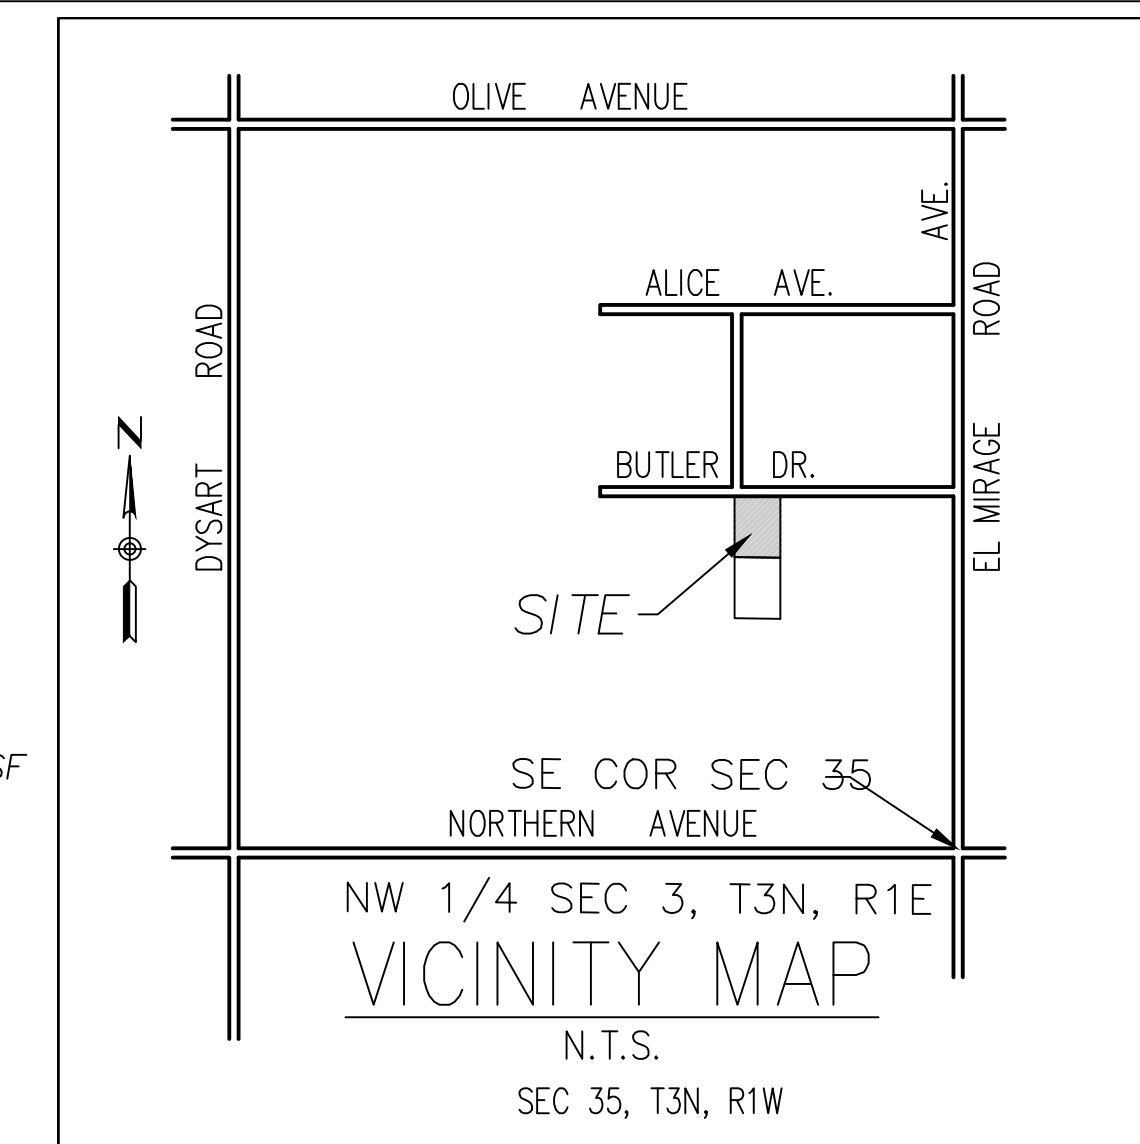 OLIVE AVENUE
AVE.
ALICE AVE.
EL MIRAGE ROAD
DYSART ROAD
N
BUTLER DR.
SITE
SF
SE COR SEC 35
NORTHERN AVENUE
NW 1/4 SEC 3, T3N, R1E
VICINITY MAP
N.T.S.
SEC 35, T3N, R1W